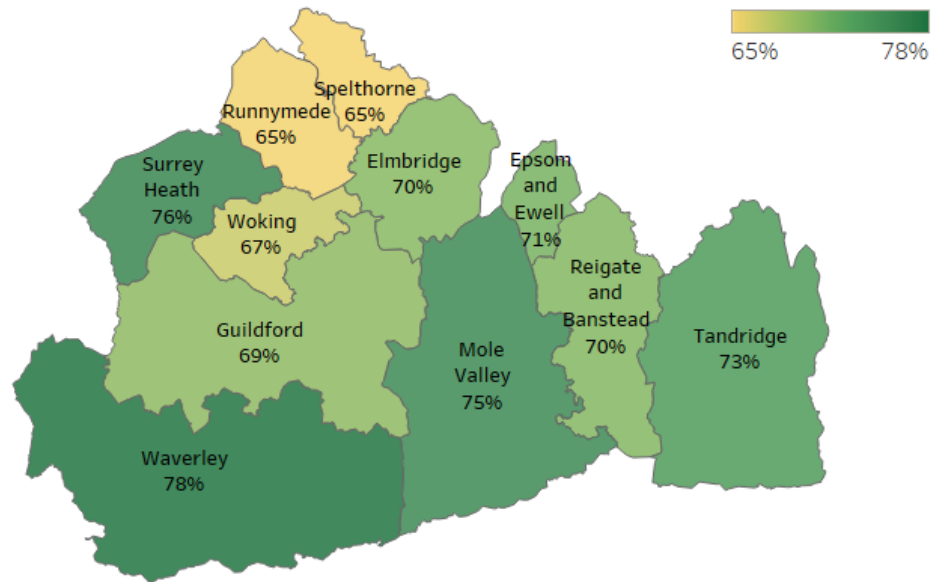 65%
78%
Spelthorne
65%
Runnymede
65%
Elmbridge
70%
Epsom
and
Ewell
71%
Surrey
Heath
76%
Woking
67%
Reigate
and
Banstead
70%
Guildford
69%
Mole
Valley
75%
Tandridge
73%
Waverley
78%